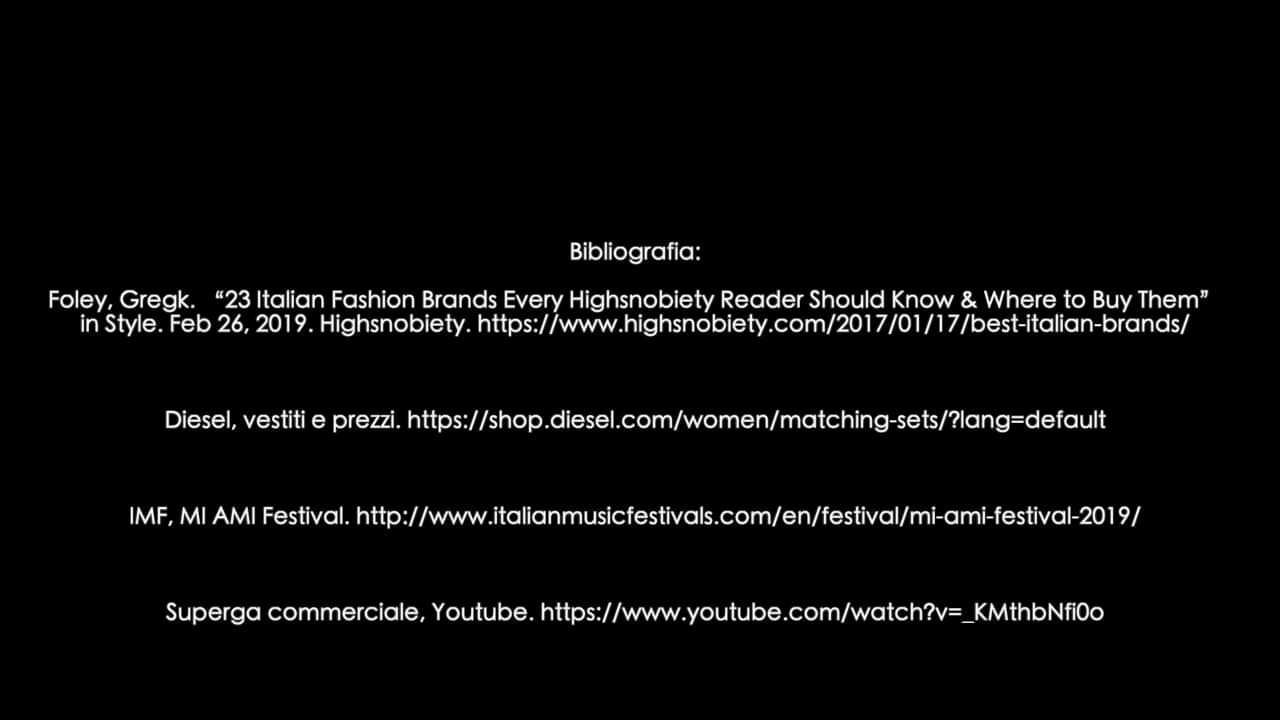 Bibliografia:
Foley, Gregk. “23 Italian Fashion Brands Every Highsnobiety Reader Should Know & Where to Buy Them”
in Style. Feb 26, 2019. Highsnobiety. https://www.highsnobiety.com/2017/01/17/best-italian-brands/
Diesel, vestiti e prezzi. https://shop.diesel.com/women/matching-sets/?lang=default
IMF, MI AMI Festival. http://www.italianmusicfestivals.com/en/festival/mi-ami-festival-2019/
Superga commerciale, Youtube. https://www.youtube.com/watch?v=_KMthbNfi0o